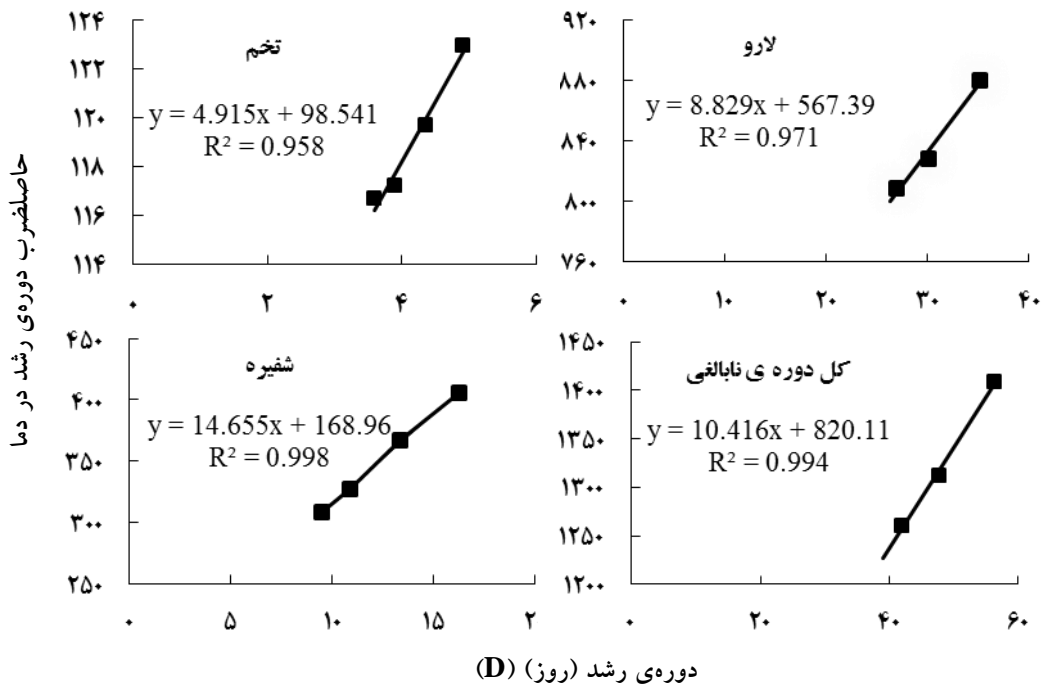 حاصلضرب دوره‌ی رشد در دما
تخم
y = 4.915x + 98.541
R² = 0.958
۱۲۴
۱۲۲
۱۲۰
۱۱۸
۱۱۶
۱۱۴
۰ ۲ ۴ ۶
لارو
y = 8.829x + 567.39
R² = 0.971
۹۲۰
۸۸۰
۸۴۰
۸۰۰
۷۶۰
۰ ۱۰ ۲۰ ۳۰ ۴۰
شفیره
y = 14.655x + 168.96
R² = 0.998
۴۵۰
۴۰۰
۳۵۰
۳۰۰
۲۵۰
۰ ۵ ۱۰ ۱۵ ۲
کل دوره ی نابالغی
y = 10.416x + 820.11
R² = 0.994
۱۴۵۰
۱۴۰۰
۱۳۵۰
۱۳۰۰
۱۲۵۰
۱۲۰۰
۰ ۲۰ ۴۰ ۶۰
دوره‌ی رشد (روز) (D)